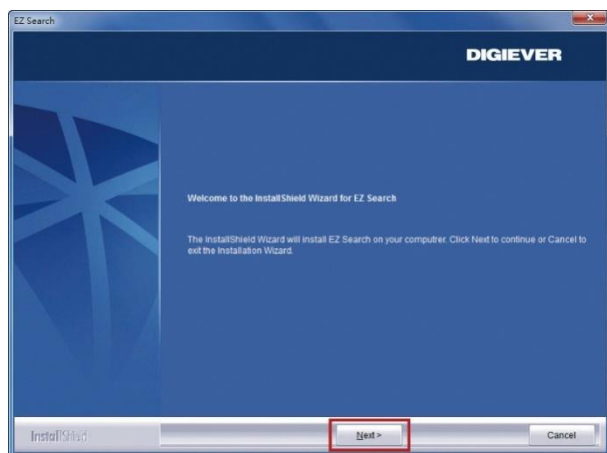 EZ Search
DIGIEVER
Welcome to the InstallShield Wizard for EZ Search
The InstallShield Wizard will install EZ Search on your computrer. Click Next to continue or Cancel to
exit the Installation Wizard.
InstallShield
Next >
Cancel